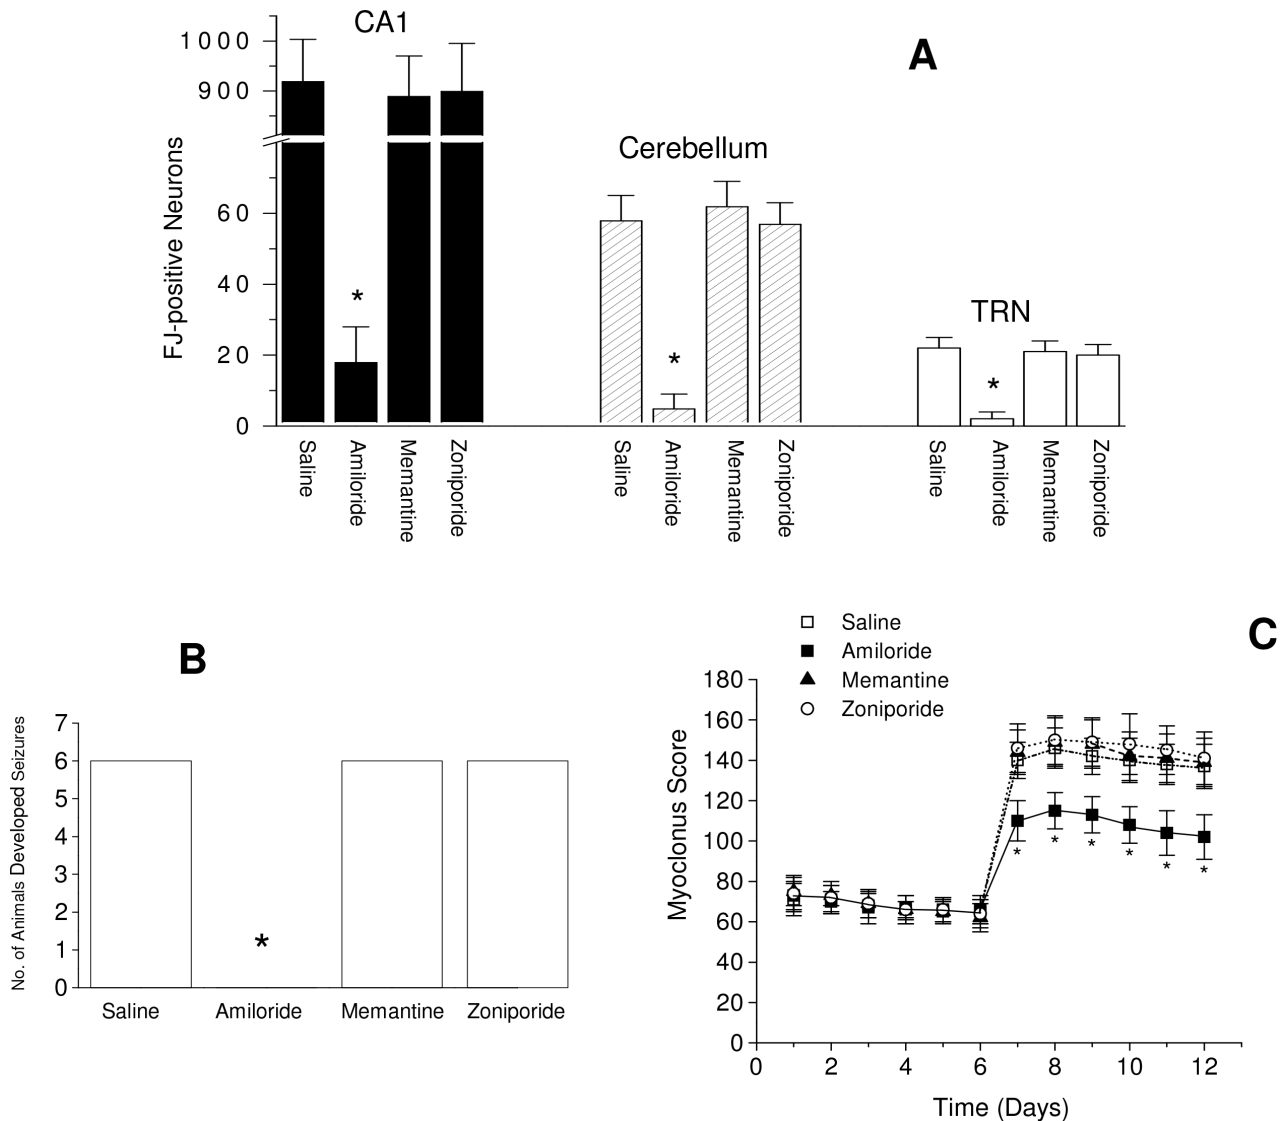 CA1
A
1000
900
Cerebellum
FJ-positive Neurons
60
40
20
0
*
*
*
TRN
Saline
Amiloride
Memantine
Zoniporide
Saline
Amiloride
Memantine
Zoniporide
Saline
Amiloride
Memantine
Zoniporide
B
No. of Animals Developed Seizures
7
6
5
4
3
2
1
0
*
Saline
Amiloride
Memantine
Zoniporide
C
Saline
Amiloride
Memantine
Zoniporide
Myoclonus Score
180
160
140
120
100
80
60
40
20
0
* * * * * *
0 2 4 6 8 10 12
Time (Days)